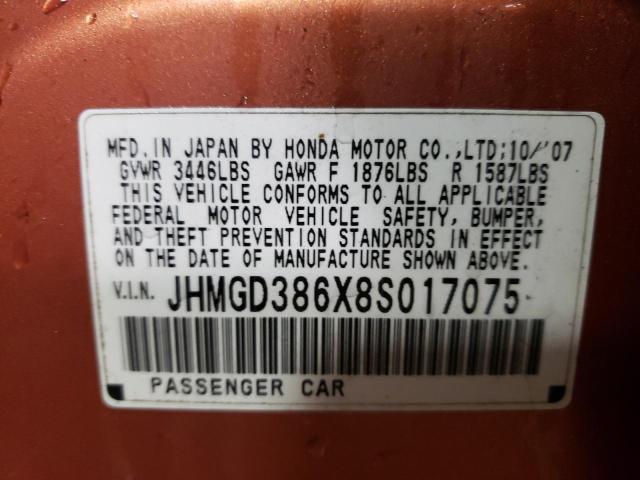 MFD.IN JAPAN BY HONDA MOTOR CO.,LTD;10/'07
GVWR 3446LBS GAWR F 1876LBS R 1587LBS
THIS VEHICLE CONFORMS TO ALL APPLICABLE
FEDERAL MOTOR VEHICLE SAFETY, BUMPER,
AND THEFT PREVENTION STANDARDS IN EFFECT
ON THE DATE OF MANUFACTURE SHOWN ABOVE.
V.I.N. JHMGD386X8S017075
PASSENGER CAR